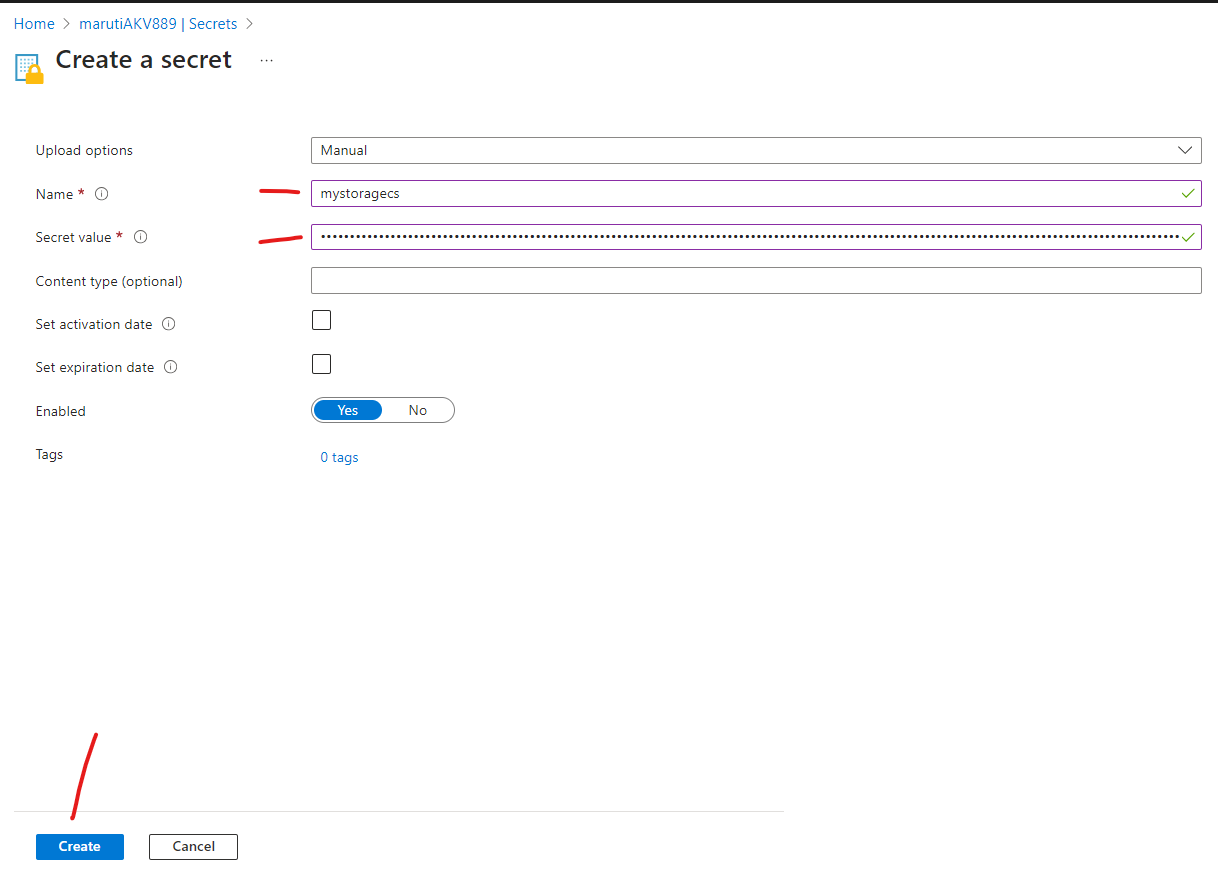 Home > marutiAKV889 | Secrets >
Create a secret ...
Upload options Manual
Name * mystoragecs
Secret value * ••••••••••••••••••••••••••••••••••••••••••••••••••••••••••••••••••••••••••••••••••••••••••••••••••••••••••••••••••••••••••••••••••••••••••••••••
Content type (optional)
Set activation date
Set expiration date
Enabled Yes No
Tags 0 tags
Create Cancel